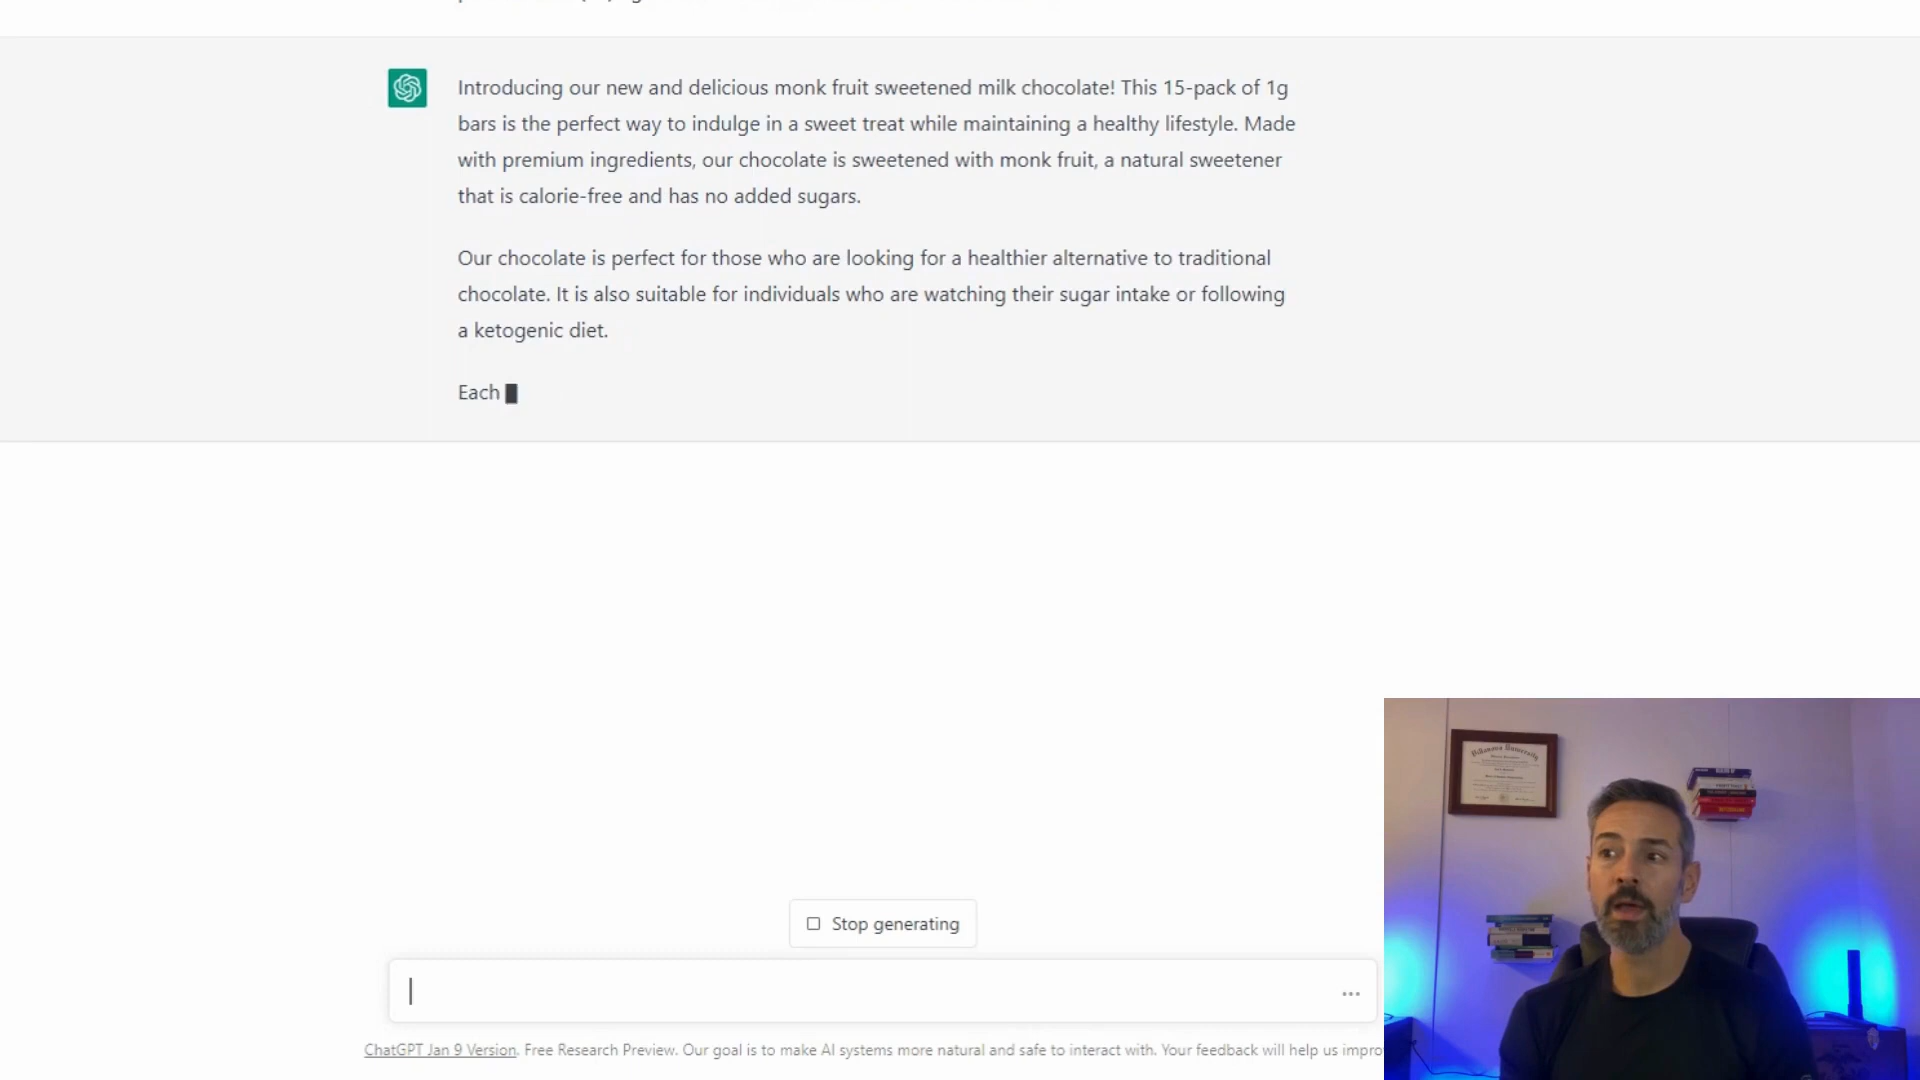 Introducing our new and delicious monk fruit sweetened milk chocolate! This 15-pack of 1g
bars is the perfect way to indulge in a sweet treat while maintaining a healthy lifestyle. Made
with premium ingredients, our chocolate is sweetened with monk fruit, a natural sweetener
that is calorie-free and has no added sugars.
Our chocolate is perfect for those who are looking for a healthier alternative to traditional
chocolate. It is also suitable for individuals who are watching their sugar intake or following
a ketogenic diet.
Each
Stop generating
ChatGPT Jan 9 Version. Free Research Preview. Our goal is to make AI systems more natural and safe to interact with. Your feedback will help us impro
Villanova University